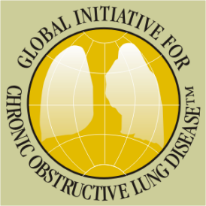 GLOBAL INITIATIVE FOR
CHRONIC OBSTRUCTIVE LUNG DISEASE™